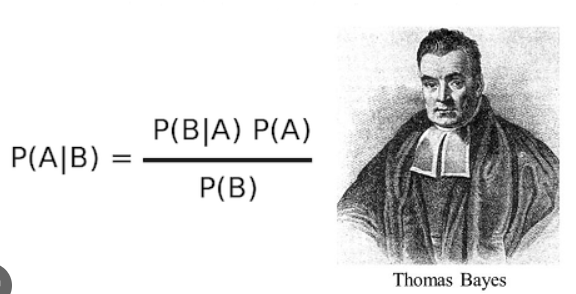 P(A|B) = P(B|A) P(A)
P(B)
Thomas Bayes